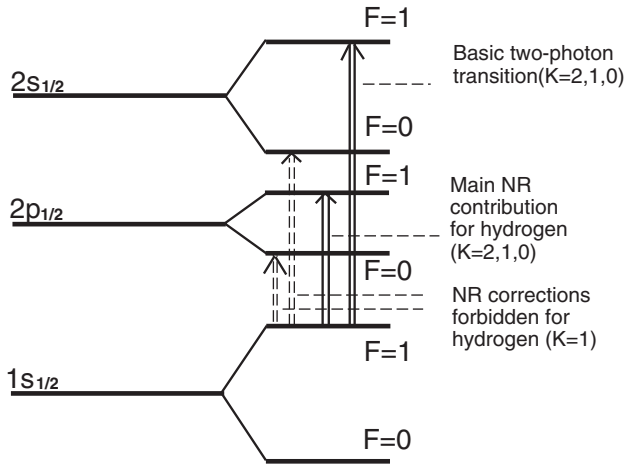 F=1
2s1/2
F=0
F=1
2p1/2
F=0
F=1
1s1/2
F=0
Basic two-photon
transition(K=2,1,0)
Main NR
contribution
for hydrogen
(K=2,1,0)
NR corrections
forbidden for
hydrogen (K=1)